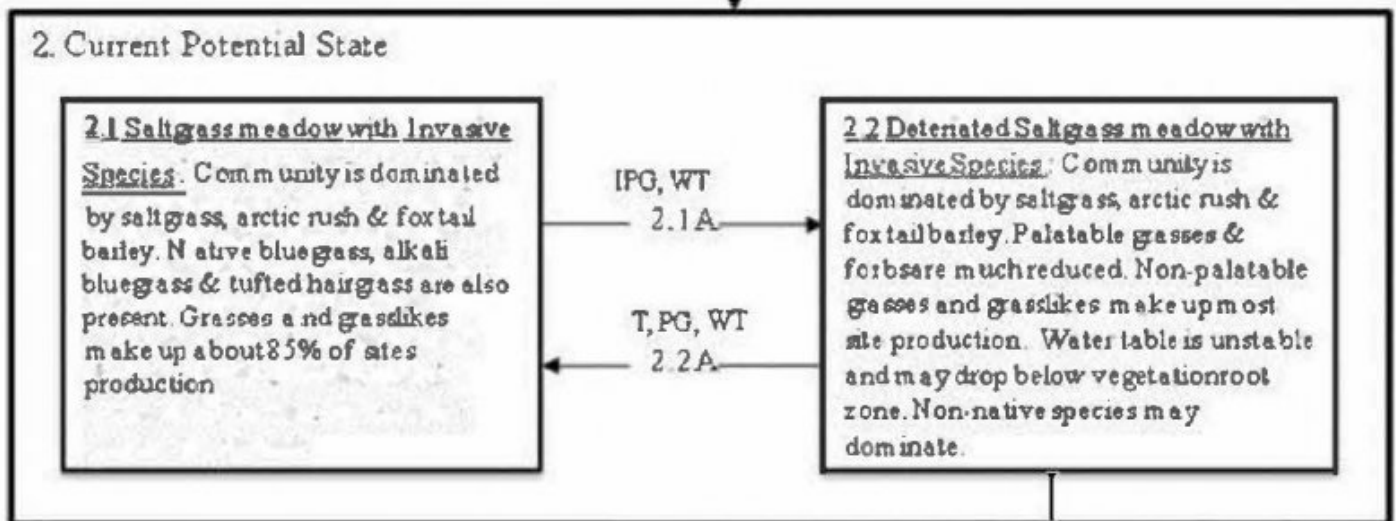 2. Current Potential State
2.1 Saltgrass meadow with Invasive
Species: Community is dominated
by saltgrass, arctic rush & foxtail
barley. Native bluegrass, alkali
bluegrass & tufted hairgrass are also
present. Grasses and grasslikes
make up about 85% of sites
production
IPG, WT
2.1A
T, PG, WT
2.2A
2.2 Deteriated Saltgrass meadow with
Invasive Species: Community is
dominated by saltgrass, arctic rush &
foxtail barley. Palatable grasses &
forbs are much reduced. Non-palatable
grasses and grasslikes make up most
site production. Water table is unstable
and may drop below vegetation root
zone. Non-native species may
dominate.